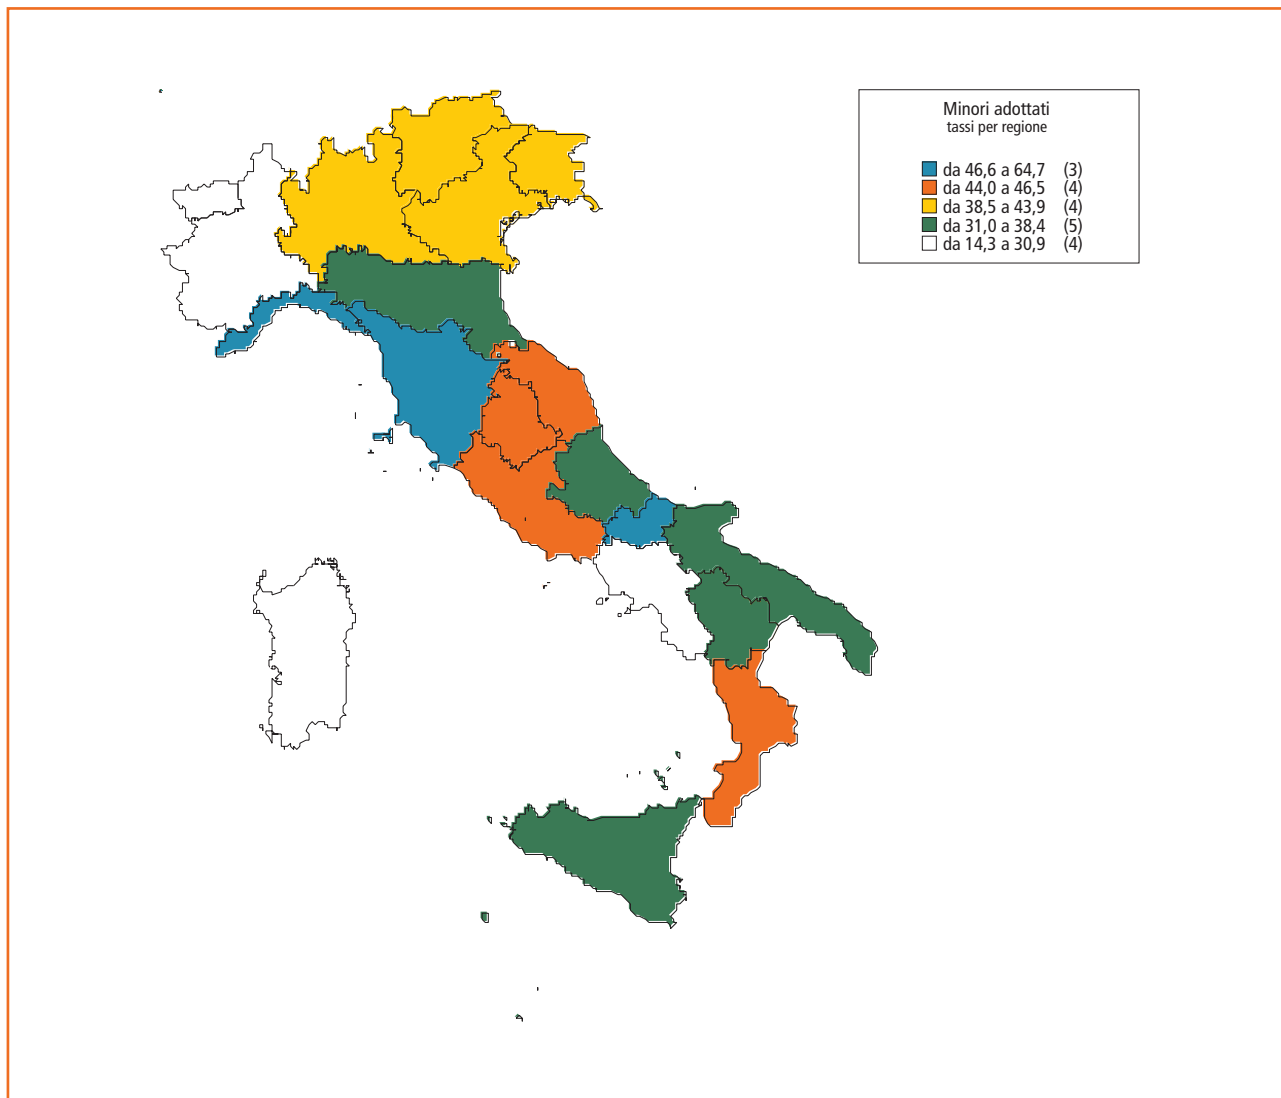 Minori adottati
tassi per regione
da 46,6 a 64,7 (3)
da 44,0 a 46,5 (4)
da 38,5 a 43,9 (4)
da 31,0 a 38,4 (5)
da 14,3 a 30,9 (4)